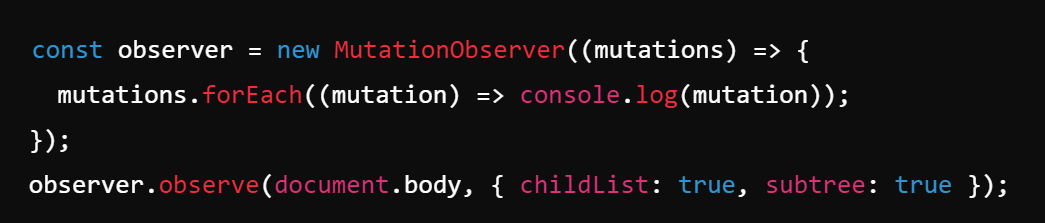 const observer = new MutationObserver((mutations) => {
  mutations.forEach((mutation) => console.log(mutation));
});
observer.observe(document.body, { childList: true, subtree: true });